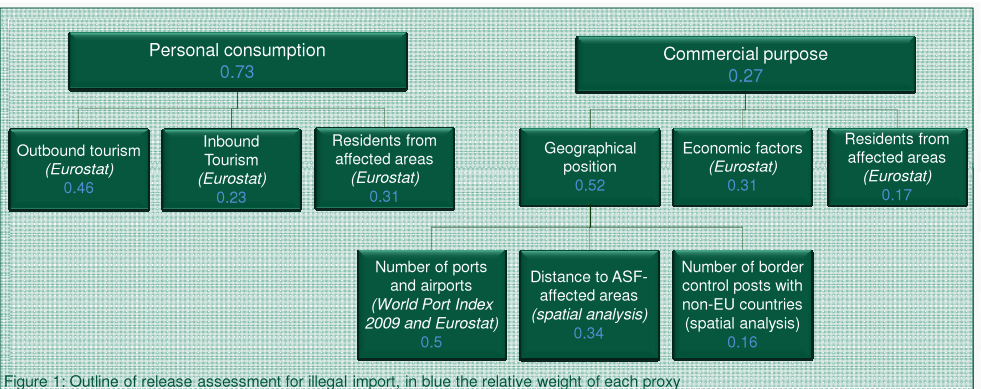 Personal consumption
0.73
Commercial purpose
0.27
Outbound tourism
(Eurostat)
0.46
Inbound
Tourism
(Eurostat)
0.23
Residents from
affected areas
(Eurostat)
0.31
Geographical
position
0.52
Economic factors
(Eurostat)
0.31
Residents from
affected areas
(Eurostat)
0.17
Number of ports
and airports
(World Port Index
2009 and Eurostat)
0.5
Distance to ASF-
affected areas
(spatial analysis)
0.34
Number of border
control posts with
non-EU countries
(spatial analysis)
0.16
Figure 1: Outline of release assessment for illegal import, in blue the relative weight of each proxy